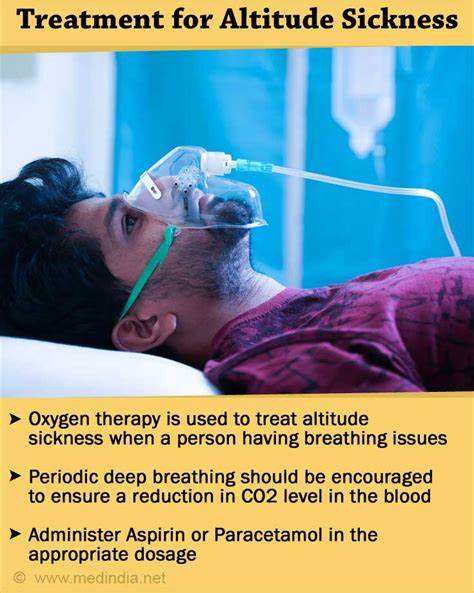 Treatment for Altitude Sickness
➤ Oxygen therapy is used to treat altitude
sickness when a person having breathing issues
➤ Periodic deep breathing should be encouraged
to ensure a reduction in CO2 level in the blood
➤ Administer Aspirin or Paracetamol in the
appropriate dosage
© www.medindia.net